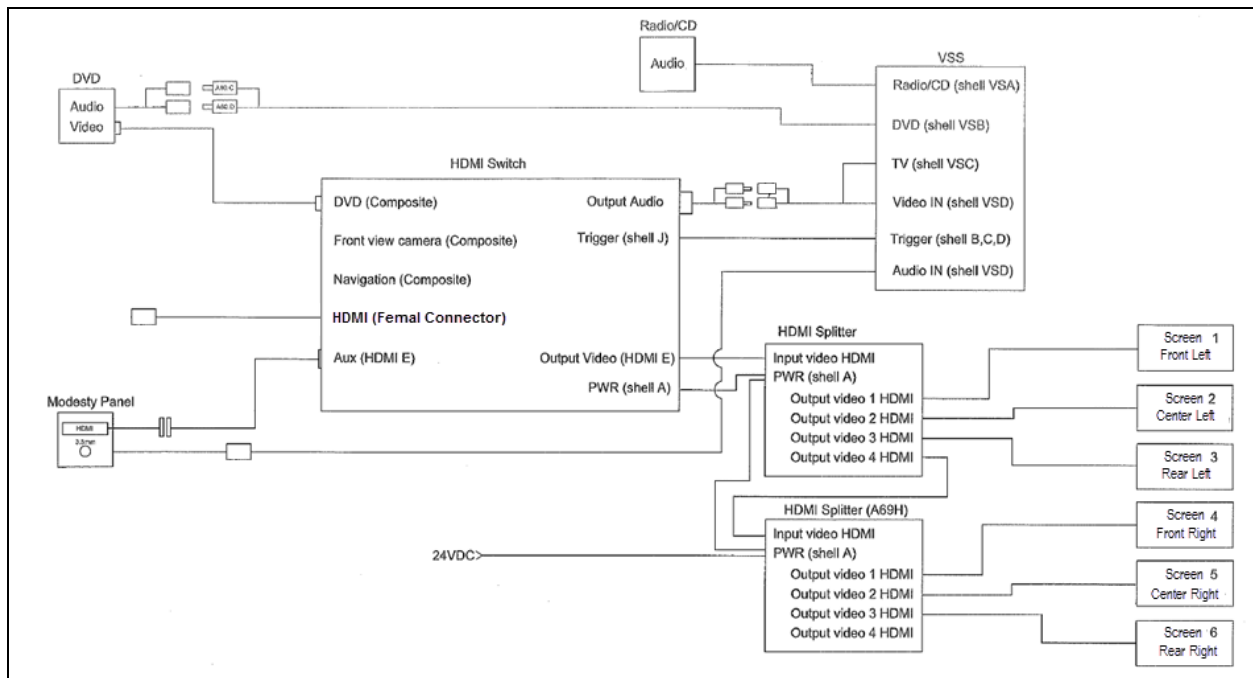 Radio/CD
Audio
VSS
Radio/CD (shell VSA)
DVD (shell VSB)
TV (shell VSC)
Video IN (shell VSD)
Trigger (shell B,C,D)
Audio IN (shell VSD)
DVD
Audio
Video
A60:D
HDMI Switch
DVD (Composite)
Front view camera (Composite)
Navigation (Composite)
HDMI (Femal Connector)
Aux (HDMI E)
Output Audio
Trigger (shell J)
Output Video (HDMI E)
PWR (shell A)
Modesty Panel
HDMI
3.5mm
HDMI Splitter
Input video HDMI
PWR (shell A)
Output video 1 HDMI
Output video 2 HDMI
Output video 3 HDMI
Output video 4 HDMI
HDMI Splitter (A69H)
24VDC>
Input video HDMI
PWR (shell A)
Output video 1 HDMI
Output video 2 HDMI
Output video 3 HDMI
Output video 4 HDMI
Screen 1
Front Left
Screen 2
Center Left
Screen 3
Rear Left
Screen 4
Front Right
Screen 5
Center Right
Screen 6
Rear Right